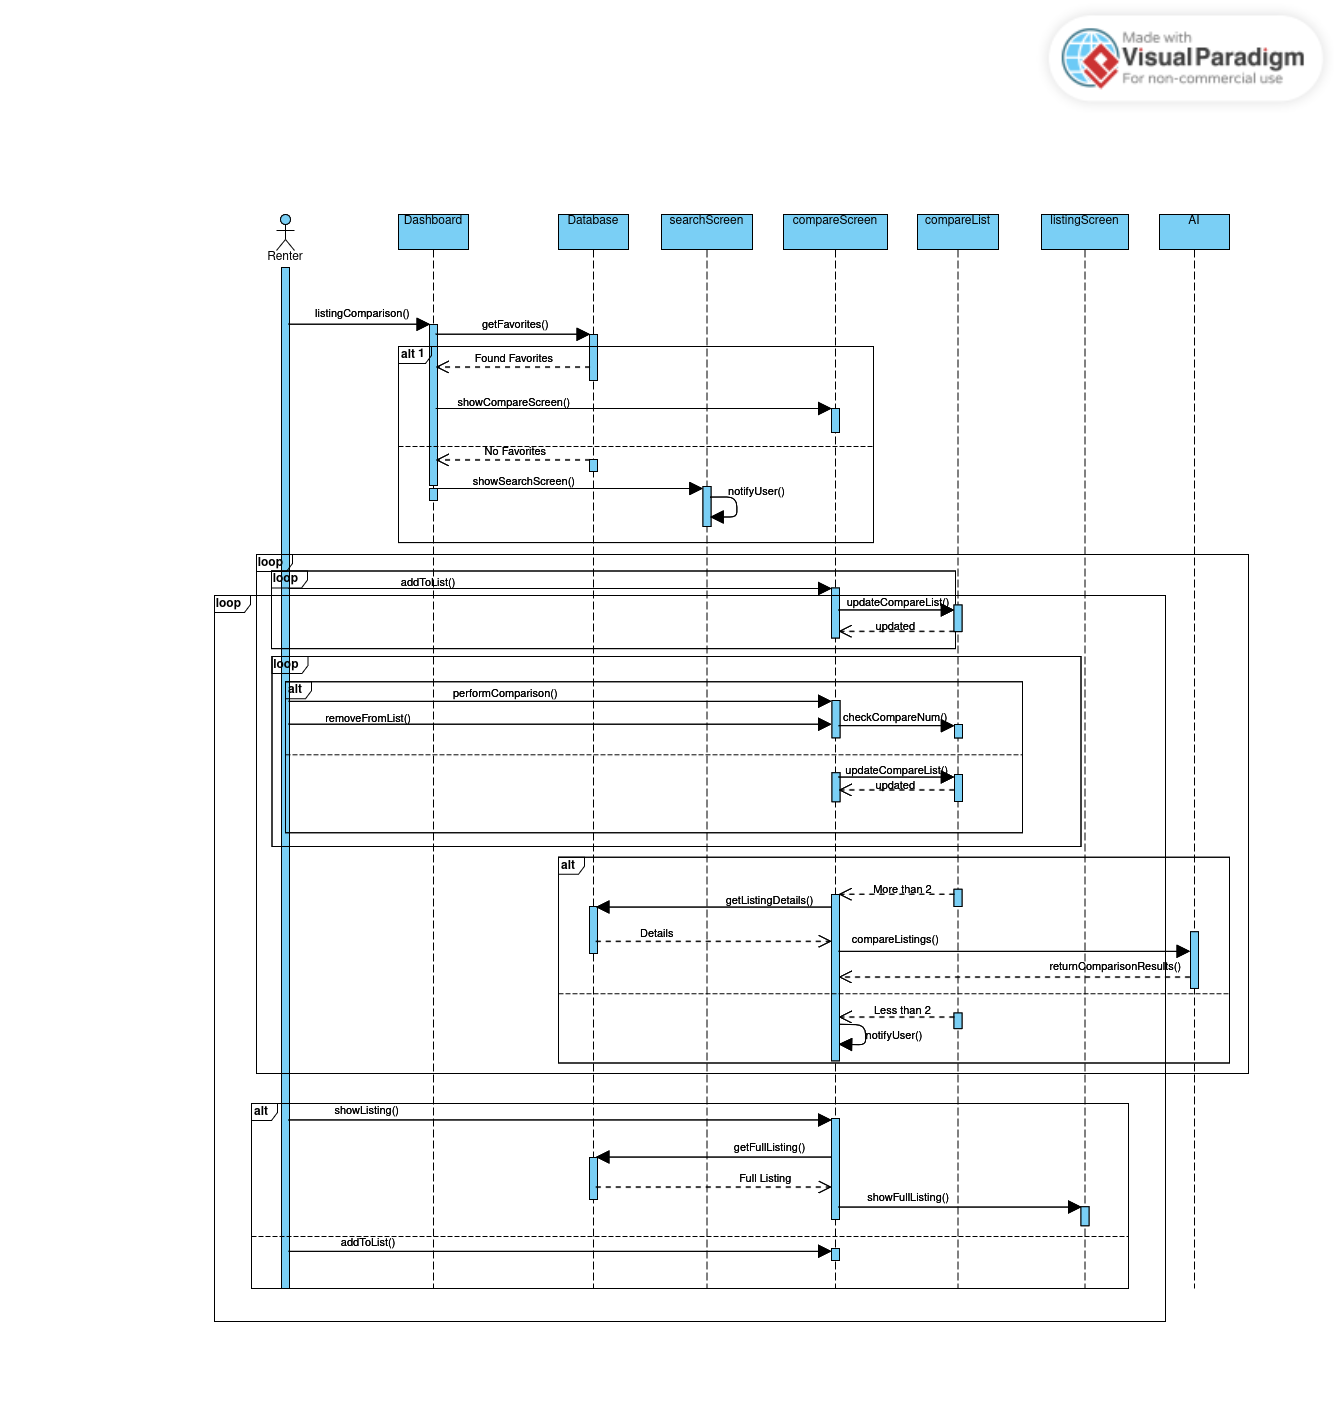 Made with
Visual Paradigm
For non-commercial use
Renter
Dashboard
Database
searchScreen
compareScreen
compareList
listingScreen
AI
listingComparison()
getFavorites()
alt 1
Found Favorites
showCompareScreen()
No Favorites
showSearchScreen()
notifyUser()
loop
loop
addToList()
loop
updateCompareList()
updated
loop
alt
performComparison()
removeFromList()
checkCompareNum()
updateCompareList()
updated
alt
More than 2
getListingDetails()
Details
compareListings()
returnComparisonResults()
Less than 2
notifyUser()
alt
showListing()
getFullListing()
Full Listing
showFullListing()
addToList()